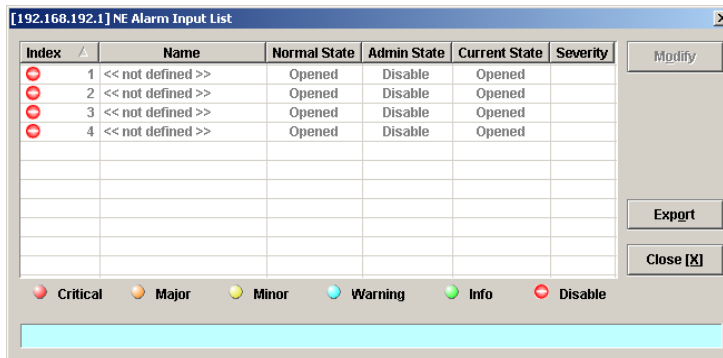 [192.168.192.1] NE Alarm Input List
Index Name Normal State Admin State Current State Severity
1 << not defined >> Opened Disable Opened
2 << not defined >> Opened Disable Opened
3 << not defined >> Opened Disable Opened
4 << not defined >> Opened Disable Opened
Modify
Export
Close [X]
Critical Major Minor Warning Info Disable